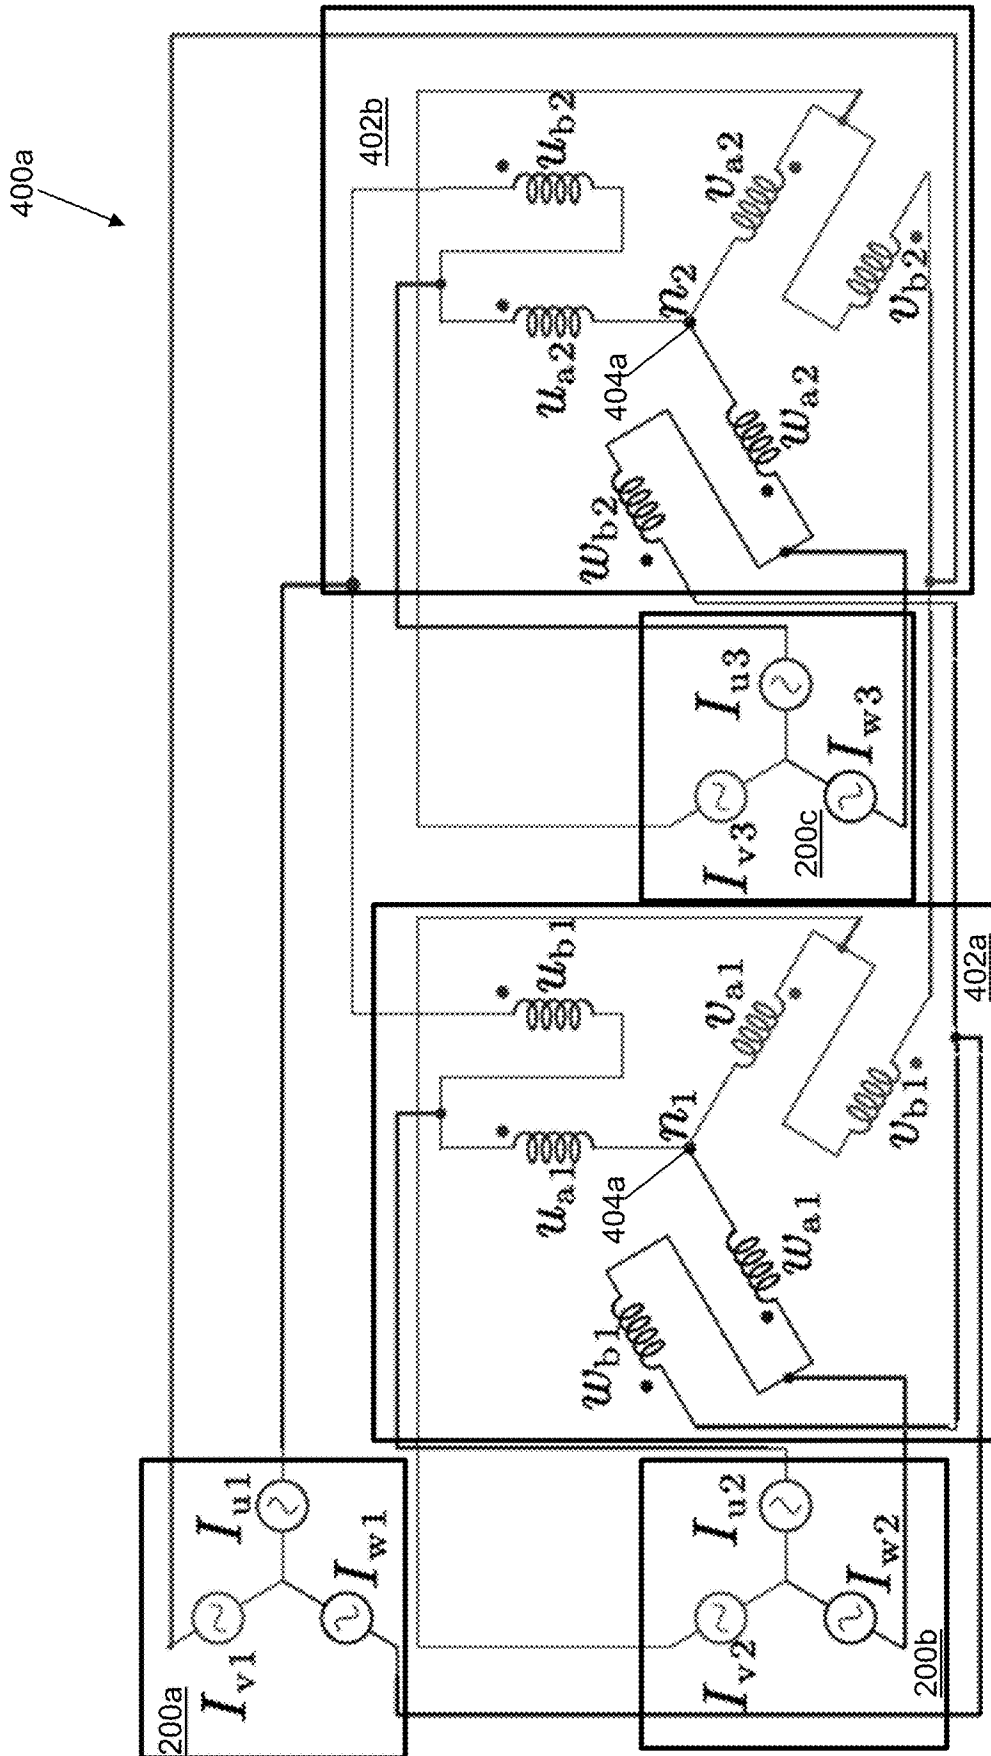 400a
402b
u_b2
u_a2
n_2
404a
v_a2
v_b2
w_a2
w_b2
I_u3
I_v3
I_w3
200c
402a
u_b1
u_a1
n_1
404a
v_a1
v_b1
w_a1
w_b1
200a
I_u1
I_v1
I_w1
200b
I_u2
I_v2
I_w2